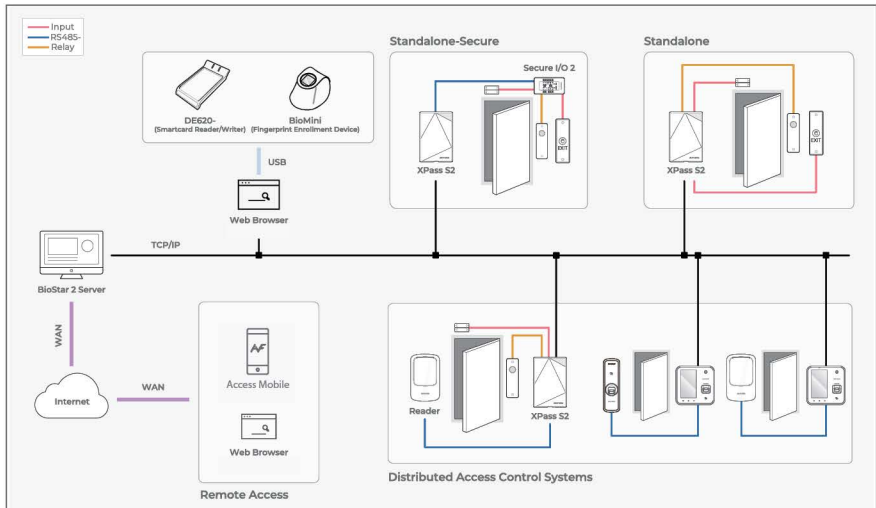 Input
RS485-
Relay
Standalone-Secure
Standalone
Secure I/O 2
DE620-
(Smartcard Reader/Writer)
BioMini
(Fingerprint Enrollment Device)
EXIT
XPass S2
EXIT
XPass S2
USB
Web Browser
TCP/IP
BioStar 2 Server
WAN
Internet
WAN
Access Mobile
Web Browser
Remote Access
Reader
XPass S2
Distributed Access Control Systems